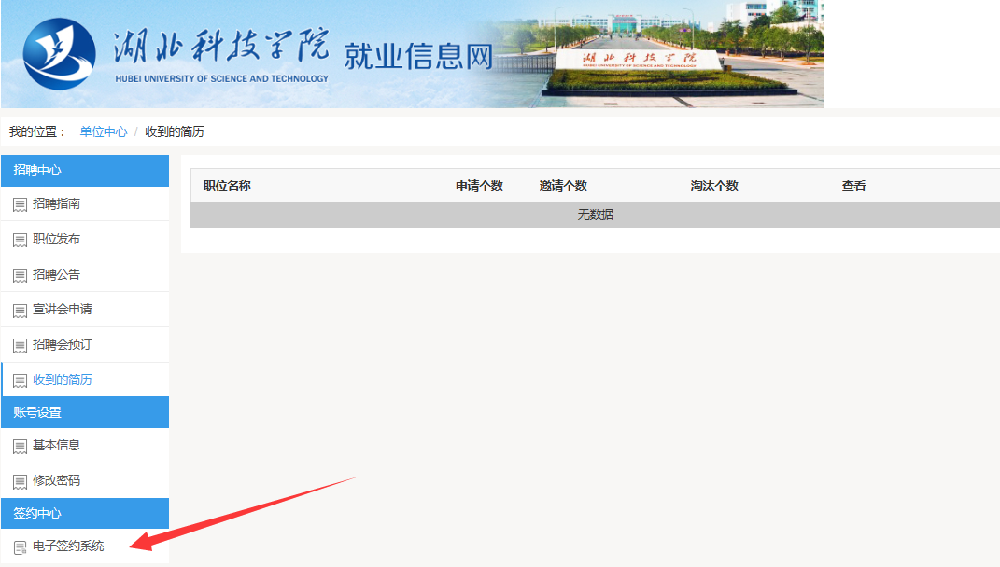 湖北科技学院
就业信息网
HUBEI UNIVERSITY OF SCIENCE AND TECHNOLOGY
湖北科技学院
HUBEI UNIVERSITY OF SCIENCE AND TECHNOLOGY
我的位置： 单位中心 / 收到的简历
招聘中心
招聘指南
职位发布
招聘公告
宣讲会申请
招聘会预订
收到的简历
账号设置
基本信息
修改密码
签约中心
电子签约系统
职位名称 申请个数 邀请个数 淘汰个数 查看
无数据